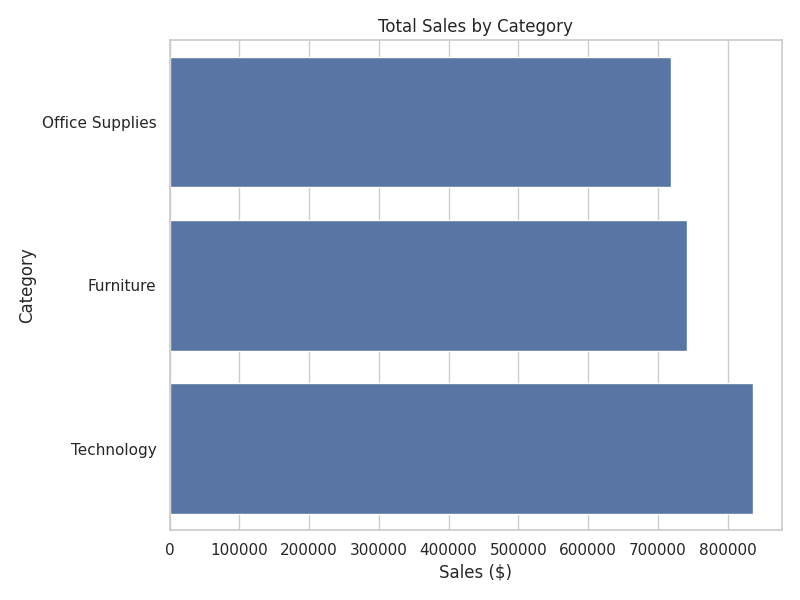 Total Sales by Category
Category
Office Supplies
Furniture
Technology
0 100000 200000 300000 400000 500000 600000 700000 800000
Sales ($)